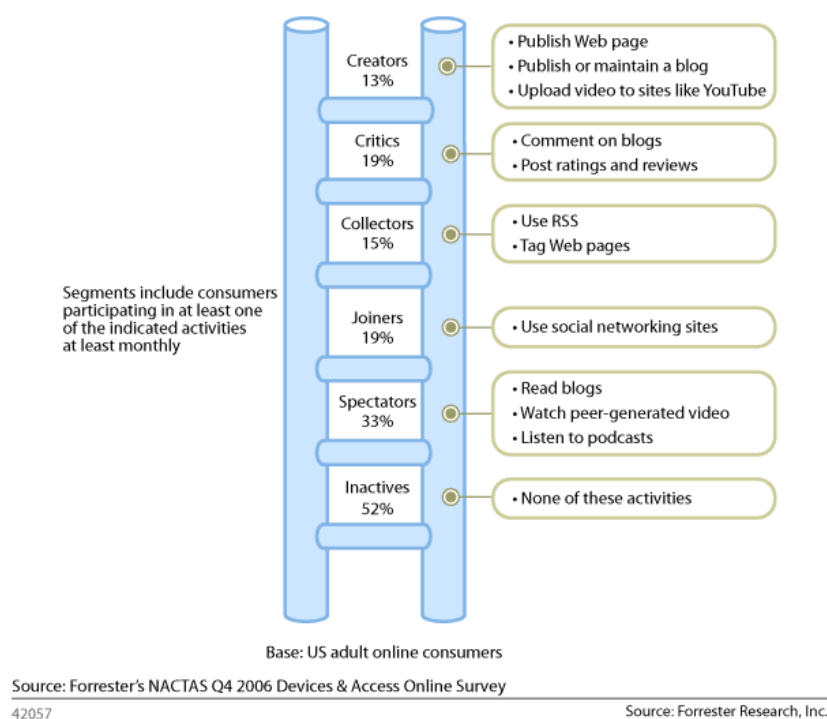 Creators
13%
• Publish Web page
• Publish or maintain a blog
• Upload video to sites like YouTube
Critics
19%
• Comment on blogs
• Post ratings and reviews
Collectors
15%
• Use RSS
• Tag Web pages
Segments include consumers
participating in at least one
of the indicated activities
at least monthly
Joiners
19%
• Use social networking sites
Spectators
33%
• Read blogs
• Watch peer-generated video
• Listen to podcasts
Inactives
52%
• None of these activities
Base: US adult online consumers
Source: Forrester's NACTAS Q4 2006 Devices & Access Online Survey
42057
Source: Forrester Research, Inc.